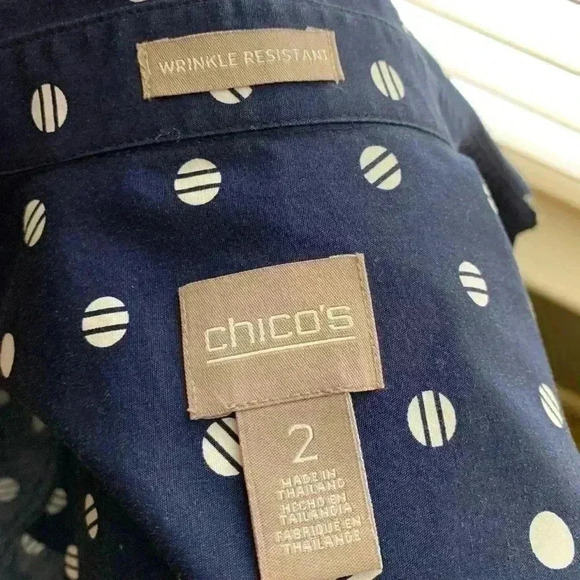 WRINKLE RESISTANT
chico's
2
MADE IN
THAILAND
HECHO EN
TAILANDIA
FABRIQUE EN
THAILANDE